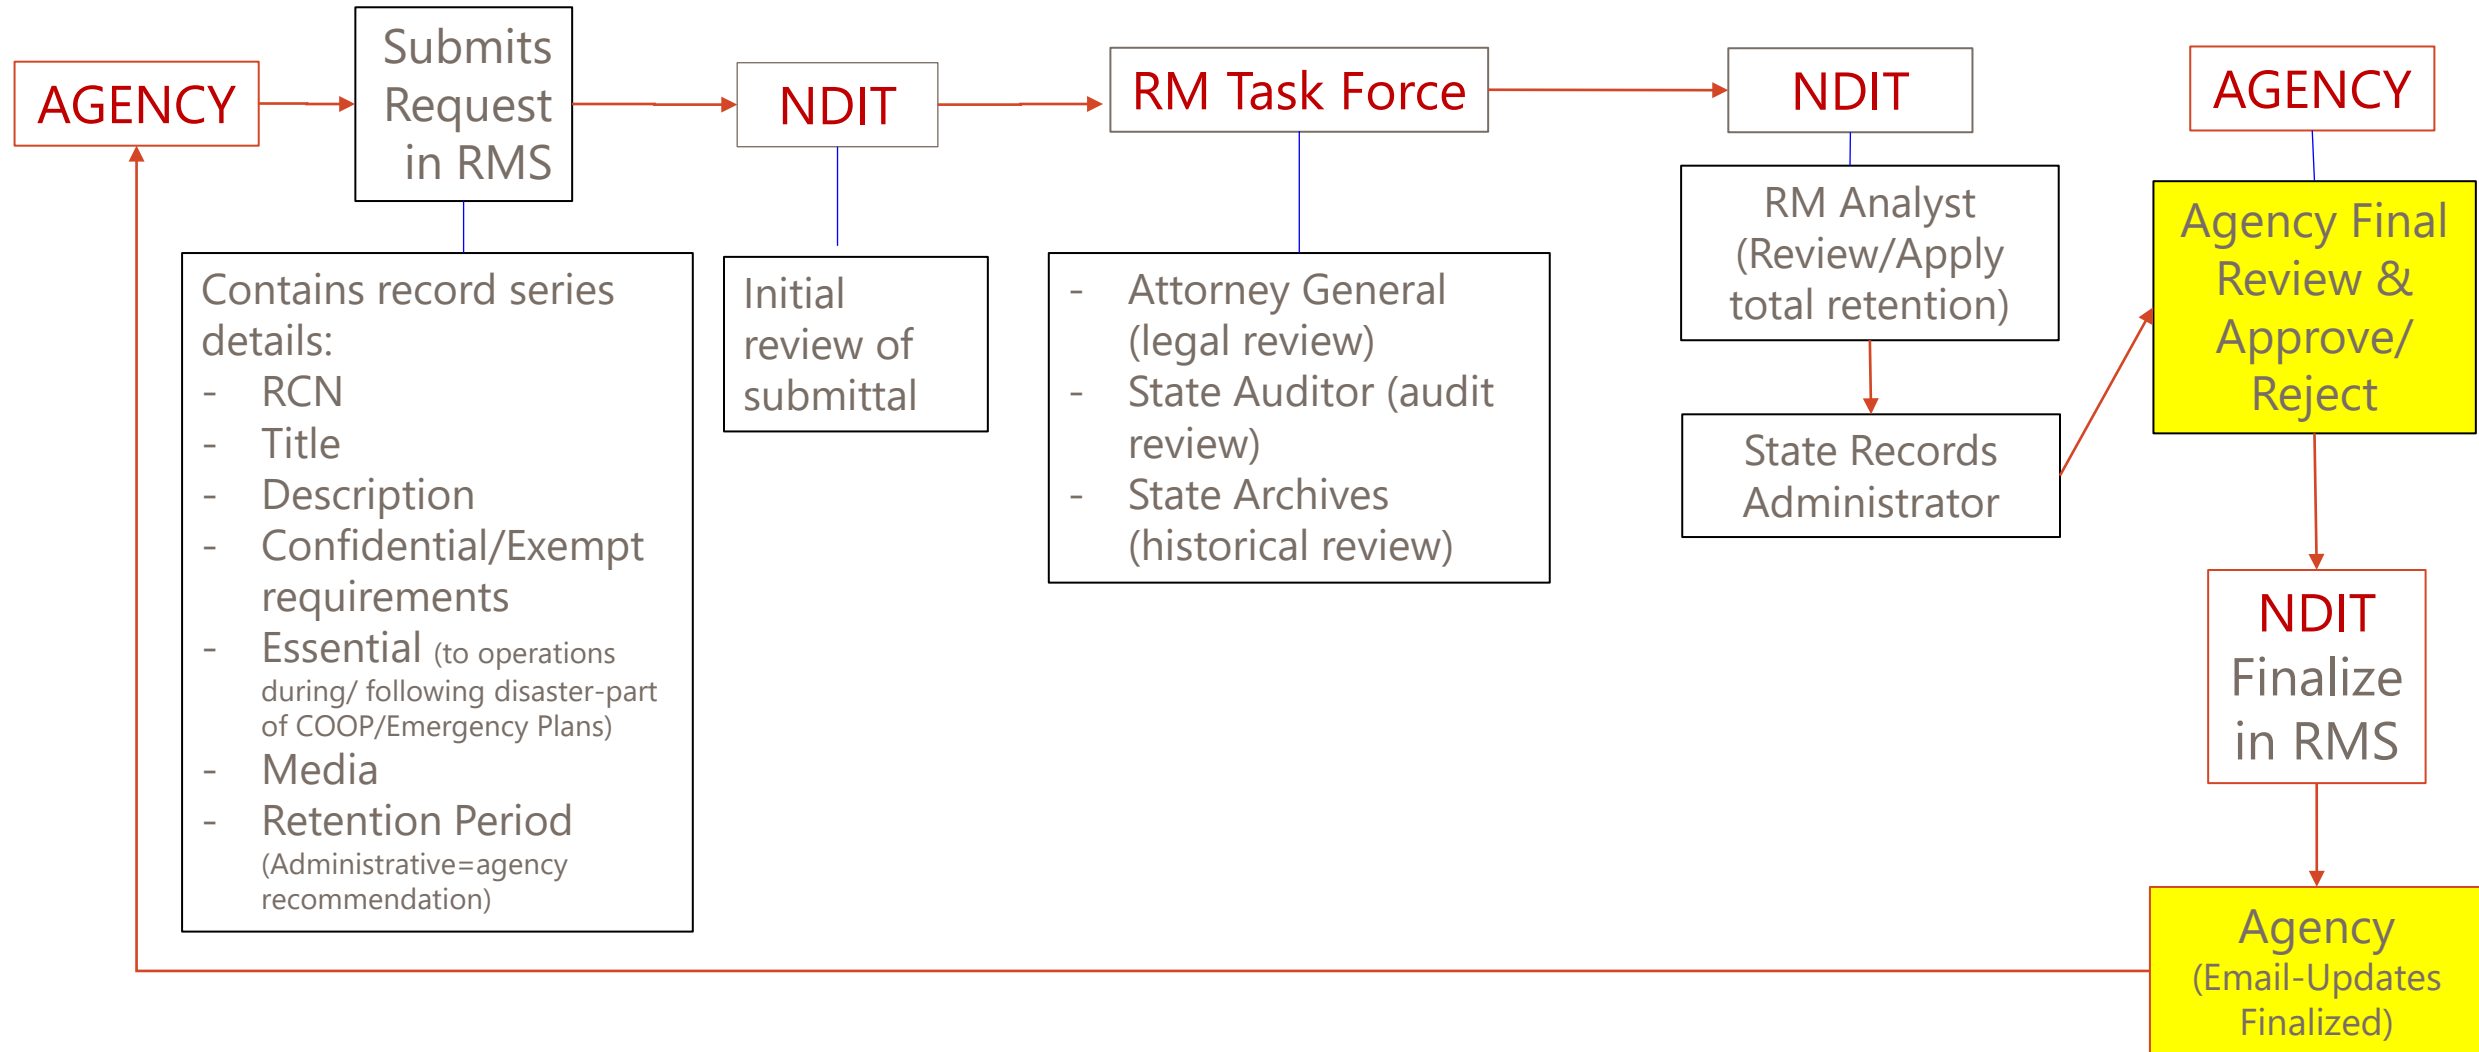 AGENCY
Submits
Request
in RMS
NDIT
RM Task Force
NDIT
AGENCY
Contains record series
details:
- RCN
- Title
- Description
- Confidential/Exempt
requirements
- Essential (to operations
during/ following disaster-part
of COOP/Emergency Plans)
- Media
- Retention Period
(Administrative=agency
recommendation)
Initial
review of
submittal
- Attorney General
(legal review)
- State Auditor (audit
review)
- State Archives
(historical review)
RM Analyst
(Review/Apply
total retention)
State Records
Administrator
Agency Final
Review &
Approve/
Reject
NDIT
Finalize
in RMS
Agency
(Email-Updates
Finalized)